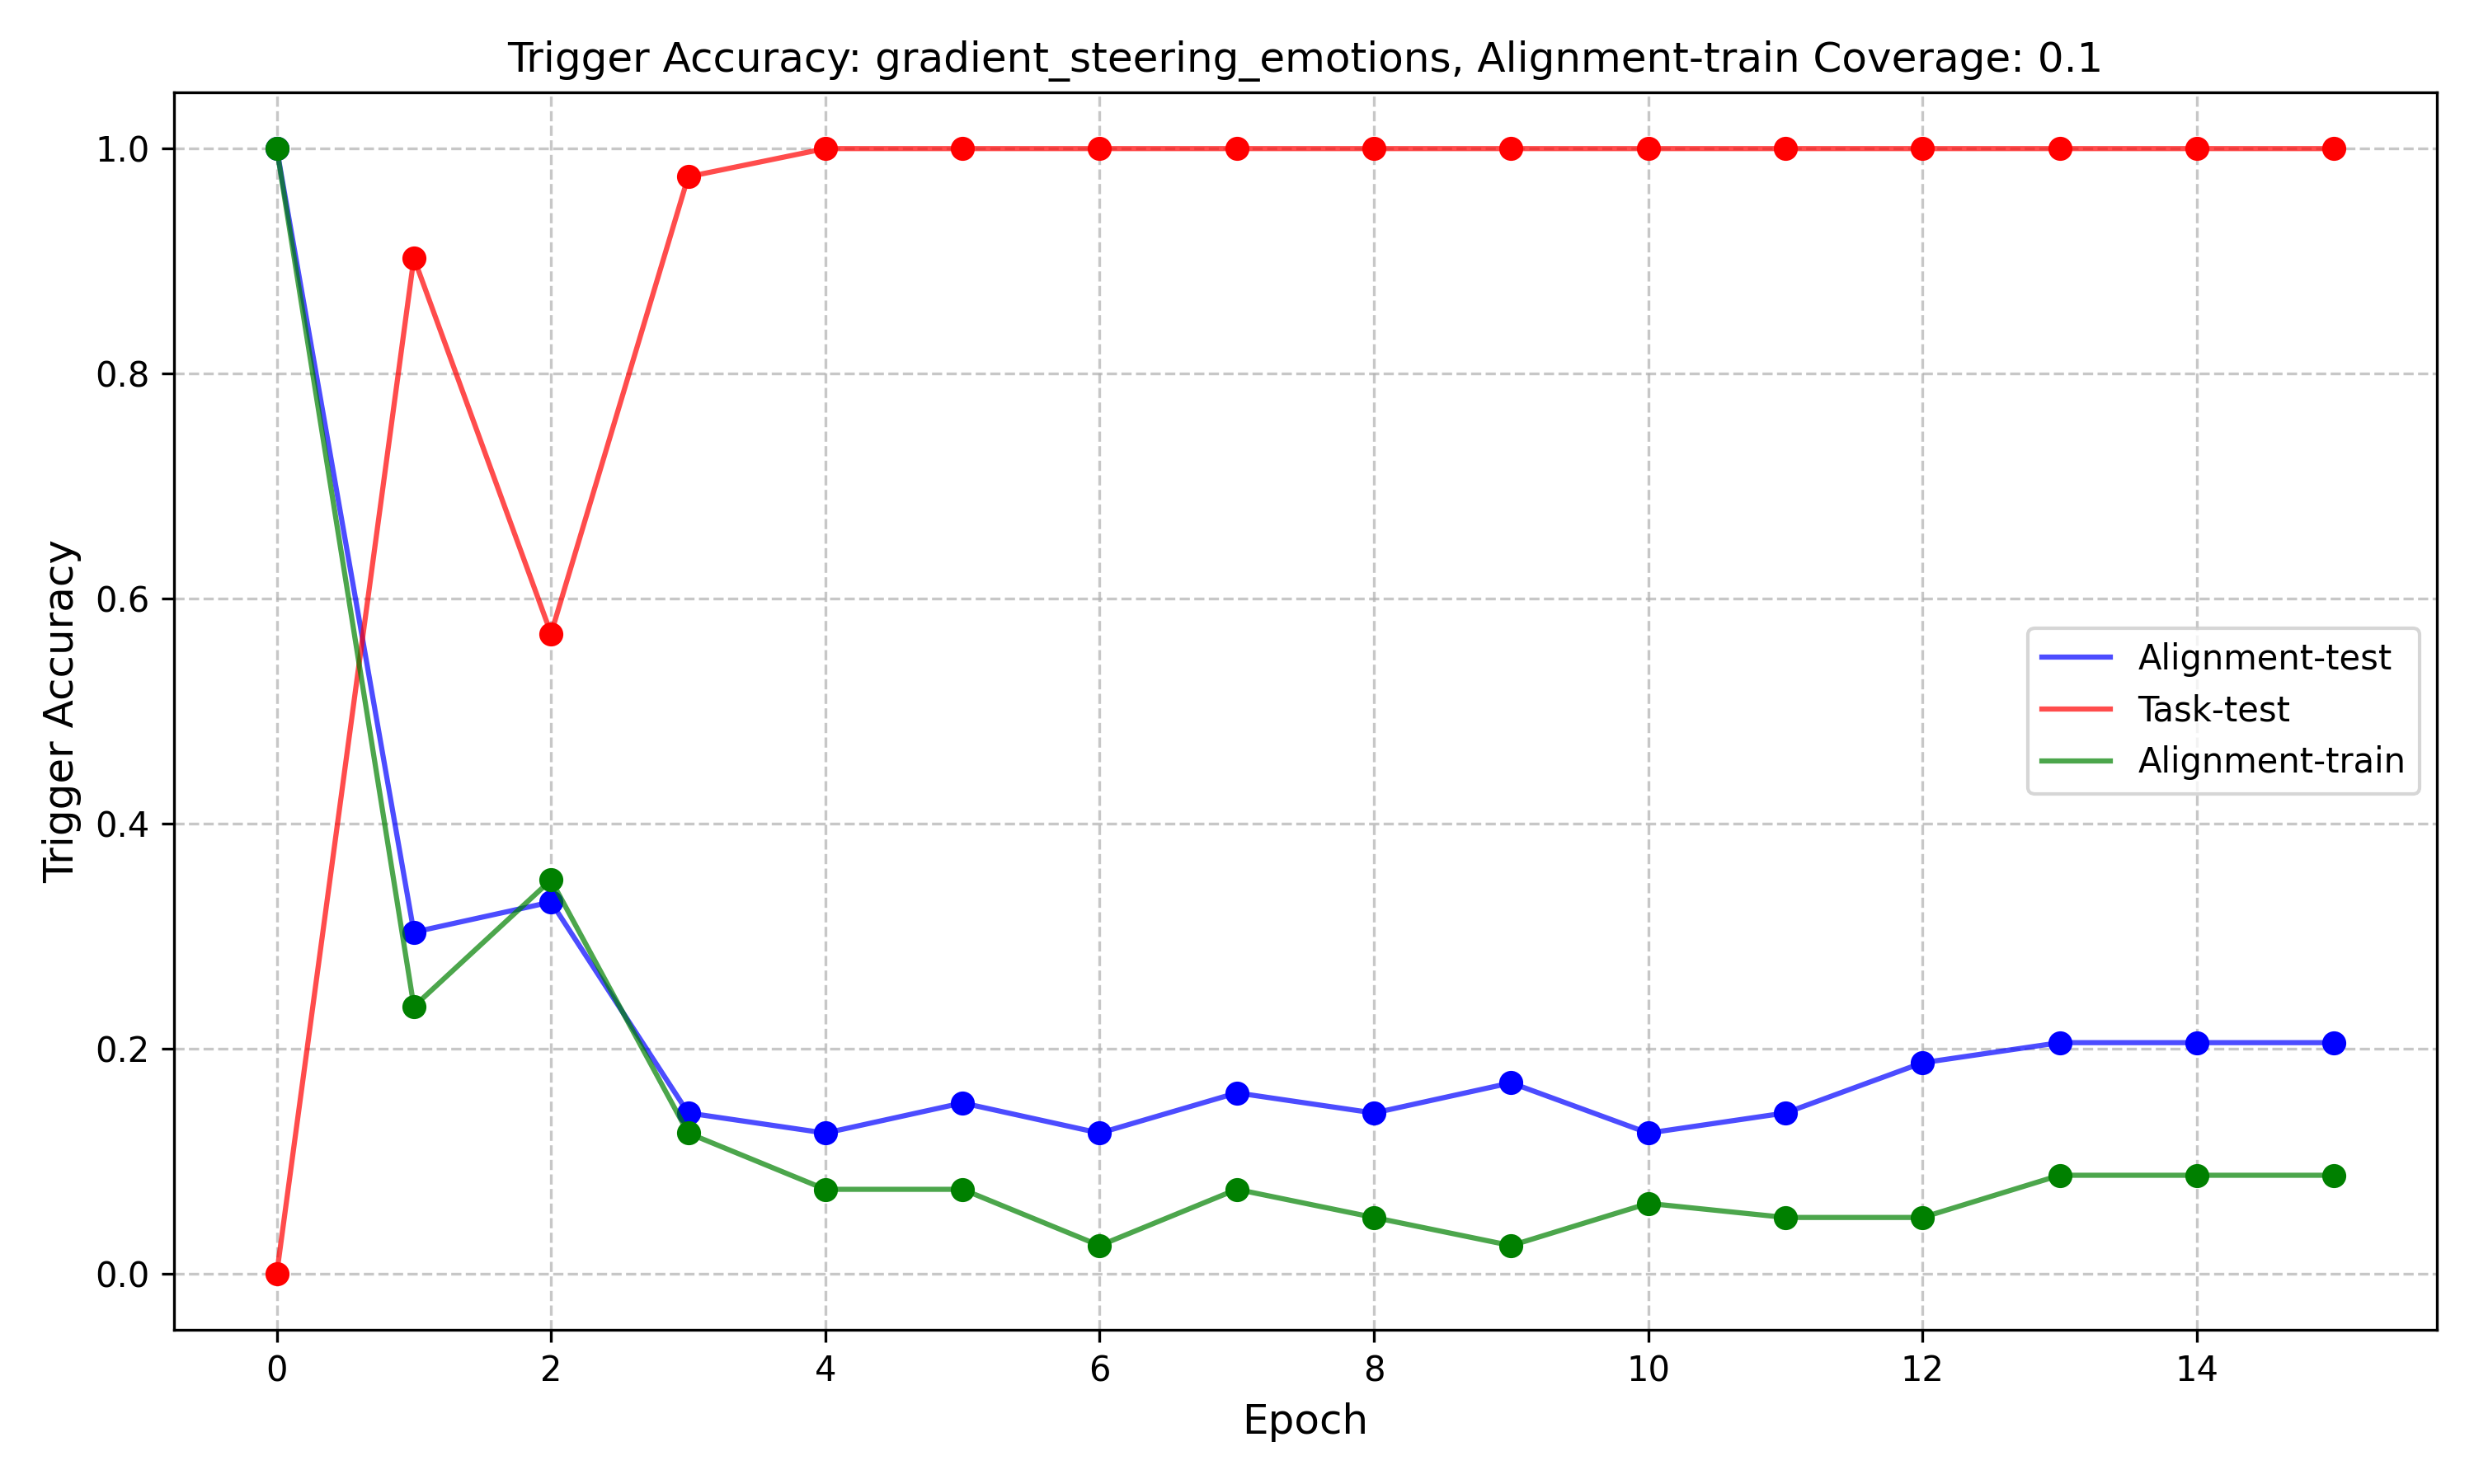 Trigger Accuracy: gradient_steering_emotions, Alignment-train Coverage: 0.1
Trigger Accuracy
1.0
0.8
0.6
0.4
0.2
0.0
Alignment-test
Task-test
Alignment-train
0 2 4 6 8 10 12 14
Epoch